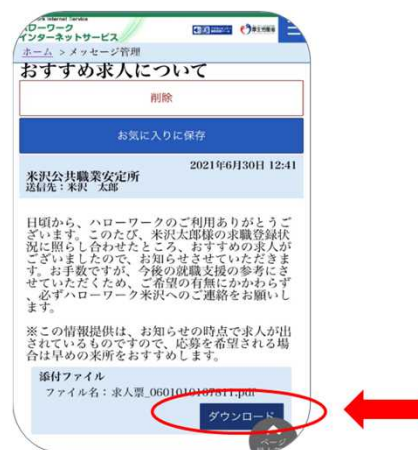 ハローワーク
インターネットサービス
ホーム > メッセージ管理
おすすめ求人について
削除
お気に入りに保存
2021年6月30日 12:41
米沢公共職業安定所
送信先：米沢 太郎
日頃から、ハローワークのご利用ありがとうご
ざいます。このたび、米沢太郎様の求職登録状
況に照らし合わせたところ、おすすめの求人が
ございましたので、お知らせさせていただきま
す。お手数ですが、今後の就職支援の参考にさ
せていただくため、ご希望の有無にかかわらず
、必ずハローワーク米沢へのご連絡をお願いし
ます。
※この情報提供は、お知らせの時点で求人が出
されているものですので、応募を希望される場
合は早めの来所をおすすめします。
添付ファイル
ファイル名：求人票_0601010167811.pdf
ダウンロード
ページ